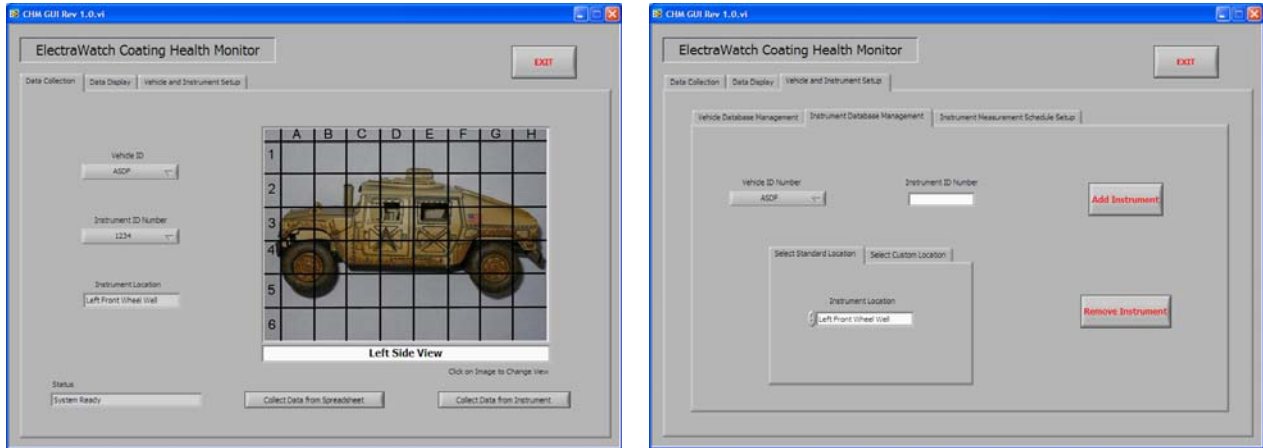 CHM GUI Rev 1.0.vi
ElectraWatch Coating Health Monitor
EXIT
Data Collection Data Display Vehicle and Instrument Setup
A B C D E F G H
1
2
3
4
5
6
Vehicle ID
ASDF
Instrument ID Number
1234
Instrument Location
Left Front Wheel Well
Left Side View
Click on Image to Change View
Status
System Ready
Collect Data from Spreadsheet
Collect Data from Instrument
CHM GUI Rev 1.0.vi
ElectraWatch Coating Health Monitor
EXIT
Data Collection Data Display Vehicle and Instrument Setup
Vehicle Database Management Instrument Database Management Instrument Measurement Schedule Setup
Vehicle ID Number
ASDF
Instrument ID Number
Add Instrument
Select Standard Location Select Custom Location
Instrument Location
Left Front Wheel Well
Remove Instrument